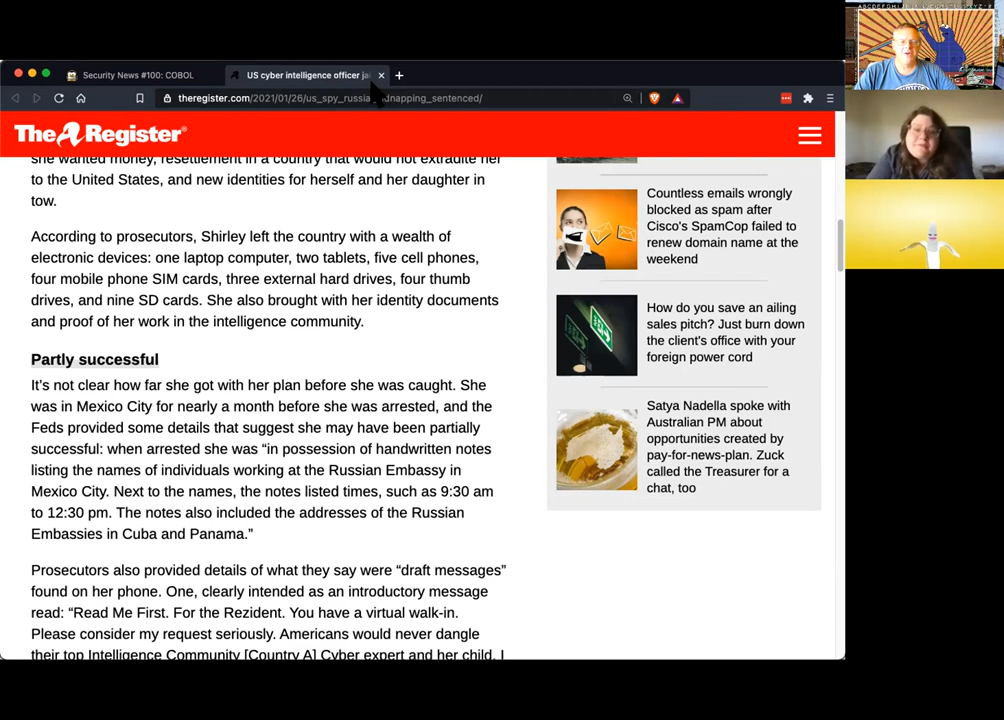 ABCDEFGH
Security News #100: COBOL
US cyber intelligence officer ja
theregister.com/2021/01/26/us_spy_russia dnapping_sentenced/
The Register®
she wanted money, resettlement in a country that would not extradite her
to the United States, and new identities for herself and her daughter in
tow.
According to prosecutors, Shirley left the country with a wealth of
electronic devices: one laptop computer, two tablets, five cell phones,
four mobile phone SIM cards, three external hard drives, four thumb
drives, and nine SD cards. She also brought with her identity documents
and proof of her work in the intelligence community.
Partly successful
It's not clear how far she got with her plan before she was caught. She
was in Mexico City for nearly a month before she was arrested, and the
Feds provided some details that suggest she may have been partially
successful: when arrested she was “in possession of handwritten notes
listing the names of individuals working at the Russian Embassy in
Mexico City. Next to the names, the notes listed times, such as 9:30 am
to 12:30 pm. The notes also included the addresses of the Russian
Embassies in Cuba and Panama.”
Prosecutors also provided details of what they say were “draft messages”
found on her phone. One, clearly intended as an introductory message
read: “Read Me First. For the Rezident. You have a virtual walk-in.
Please consider my request seriously. Americans would never dangle
their top Intelligence Community [Country A] Cyber expert and her child. I
Countless emails wrongly
blocked as spam after
Cisco's SpamCop failed to
renew domain name at the
weekend
How do you save an ailing
sales pitch? Just burn down
the client's office with your
foreign power cord
Satya Nadella spoke with
Australian PM about
opportunities created by
pay-for-news-plan. Zuck
called the Treasurer for a
chat, too